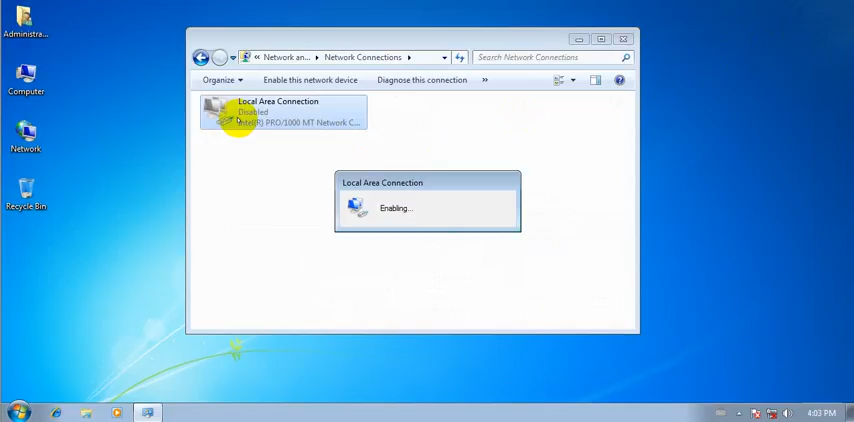 Administra...
Computer
Network
Recycle Bin
« Network an... ▸ Network Connections ▸
Search Network Connections
Organize ▾ Enable this network device Diagnose this connection »
Local Area Connection
Disabled
Intel(R) PRO/1000 MT Network C...
Local Area Connection
Enabling...
4:03 PM